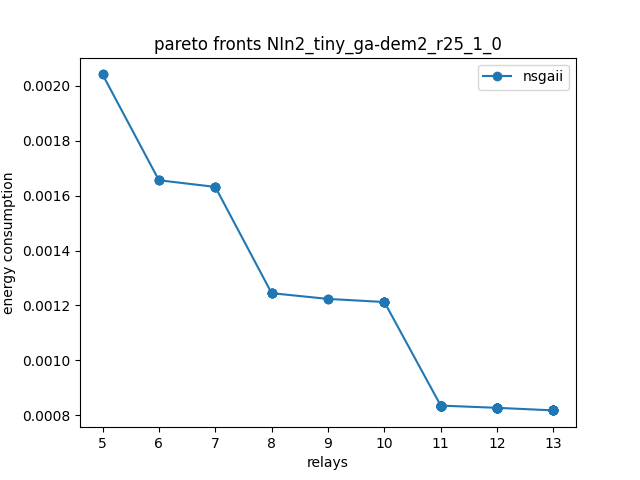 pareto fronts NIn2_tiny_ga-dem2_r25_1_0
nsgaii
energy consumption
0.0020
0.0018
0.0016
0.0014
0.0012
0.0010
0.0008
5 6 7 8 9 10 11 12 13
relays